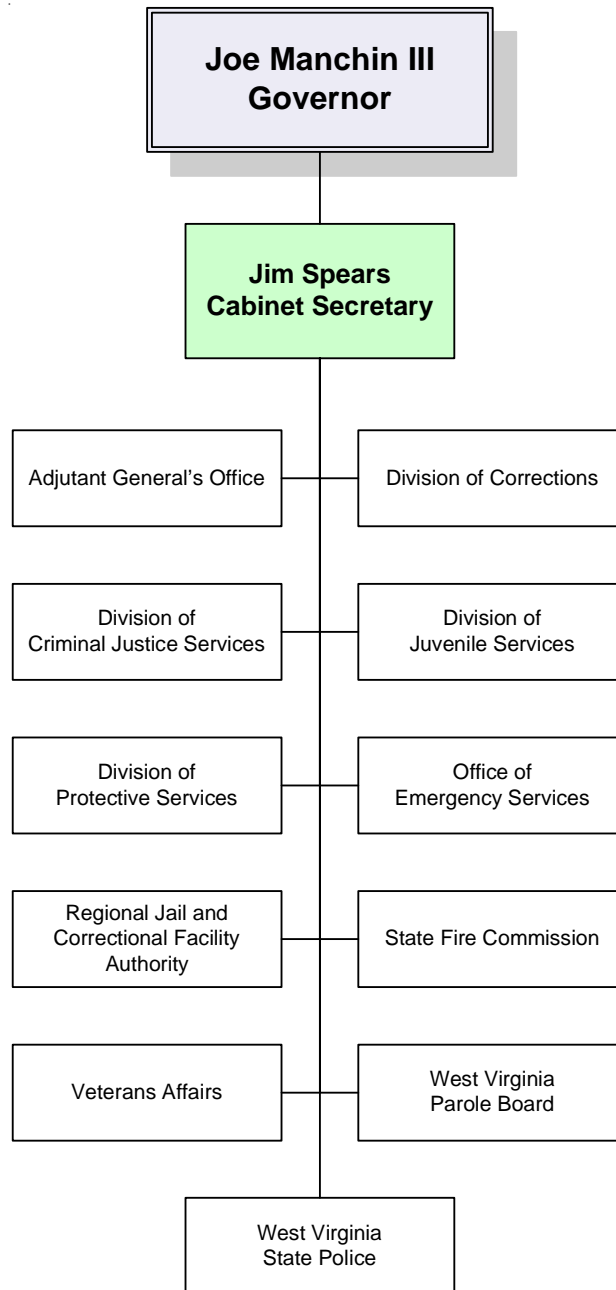 Joe Manchin III
Governor
Jim Spears
Cabinet Secretary
Adjutant General’s Office
Division of Corrections
Division of
Criminal Justice Services
Division of
Juvenile Services
Division of
Protective Services
Office of
Emergency Services
Regional Jail and
Correctional Facility
Authority
State Fire Commission
Veterans Affairs
West Virginia
Parole Board
West Virginia
State Police